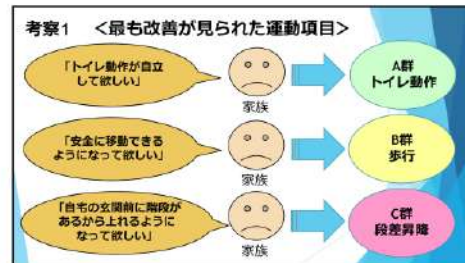 考察1 <最も改善が見られた運動項目>
「トイレ動作が自立
して欲しい」
家族
A群
トイレ動作
「安全に移動できる
ようになって欲しい」
家族
B群
歩行
「自宅の玄関前に階段が
あるから上れるように
なって欲しい」
家族
C群
段差昇降